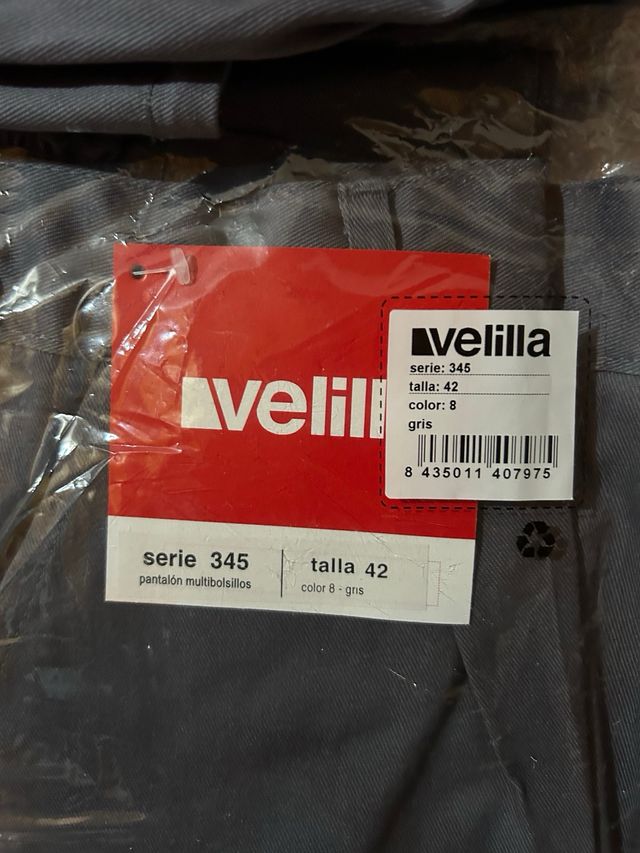 velill
serie 345
pantalón multibolsillos
talla 42
color 8 - gris
velilla
serie: 345
talla: 42
color: 8
gris
8 435011 407975